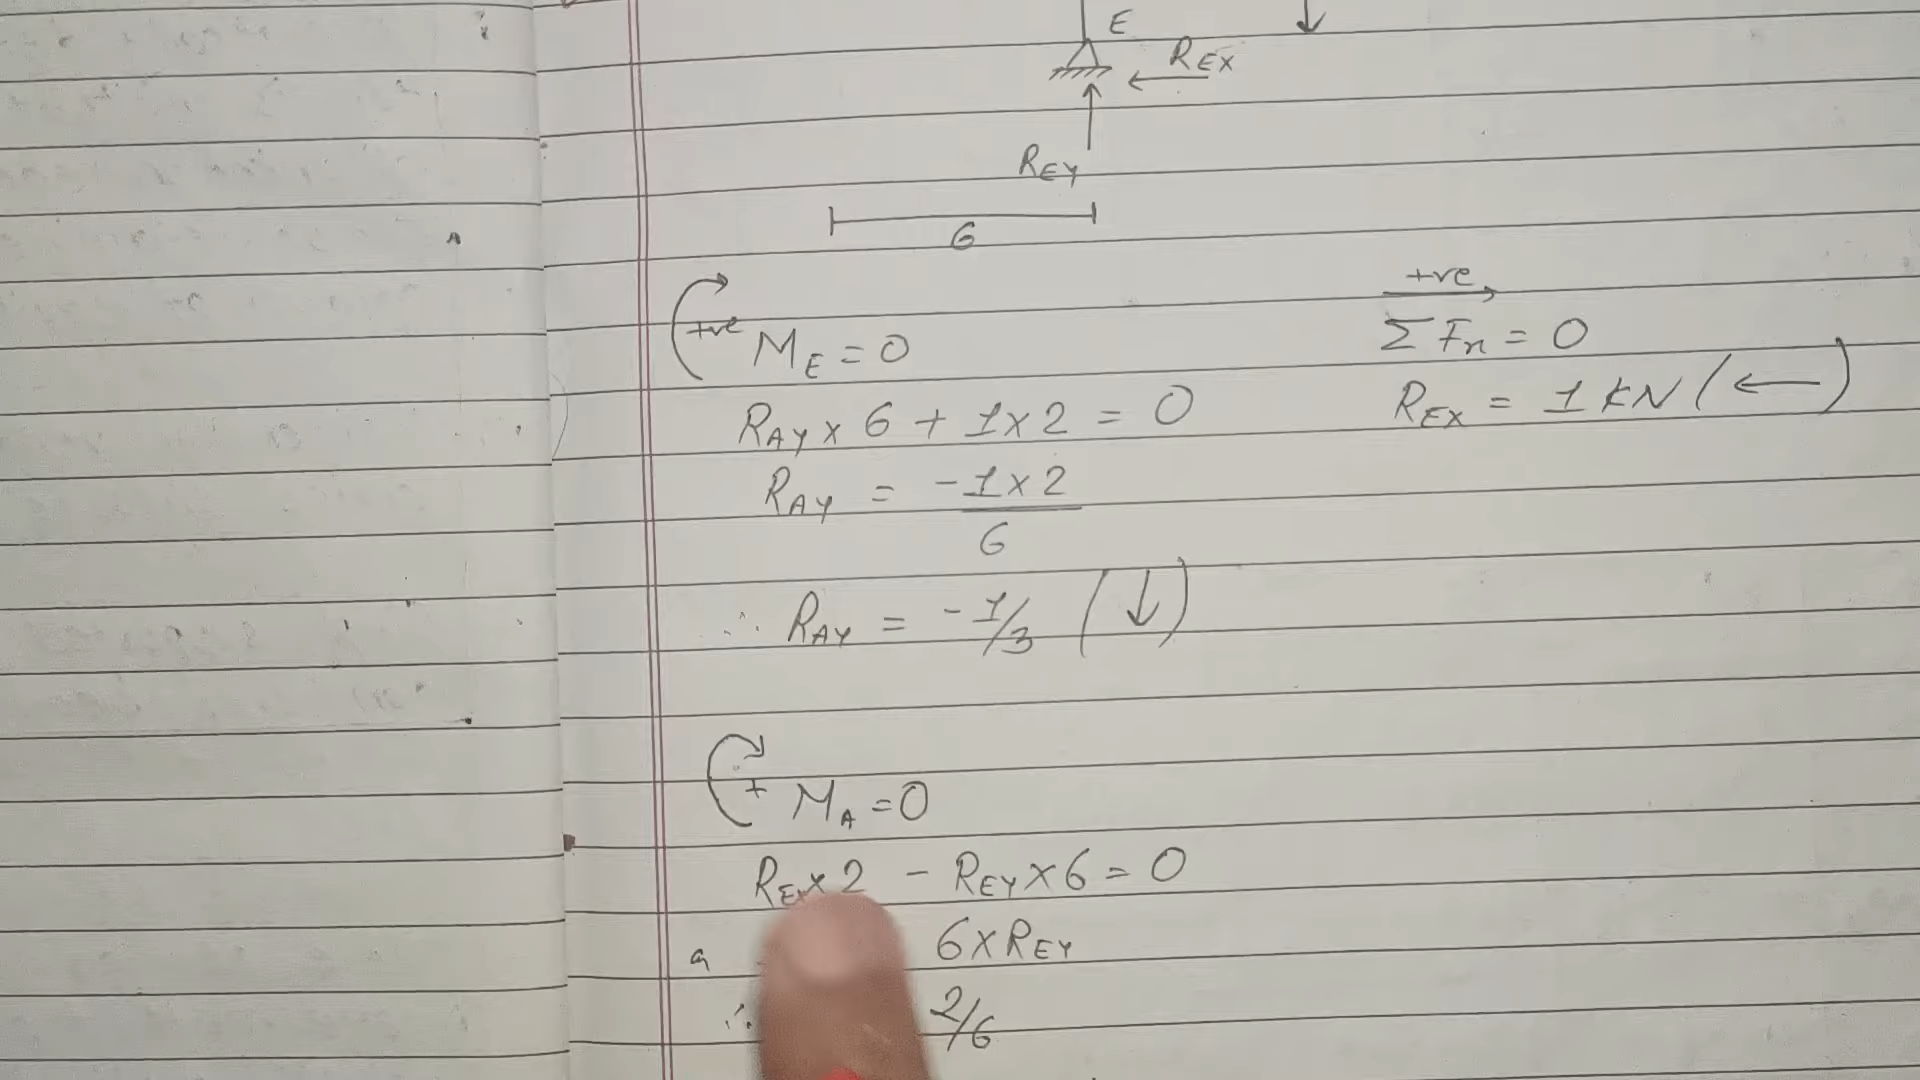 E
REX
REY
6
+ve ME = 0
RAY x 6 + 1 x 2 = 0
RAY = -1 x 2
6
∴ RAY = -1/3 (↓)
+ve
ΣFx = 0
REX = 1 KN (←)
+ MA = 0
REX x 2 - REY x 6 = 0
6 x REY
∴ 2/6